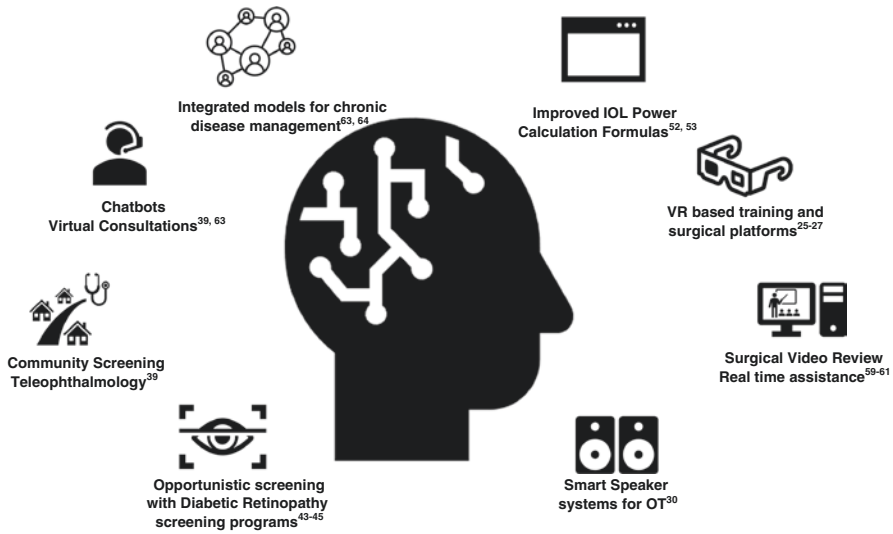 Integrated models for chronic
disease management63, 64
Improved IOL Power
Calculation Formulas52, 53
Chatbots
Virtual Consultations39, 63
VR based training and
surgical platforms25-27
Community Screening
Teleophthalmology39
Surgical Video Review
Real time assistance59-61
Opportunistic screening
with Diabetic Retinopathy
screening programs43-45
Smart Speaker
systems for OT30